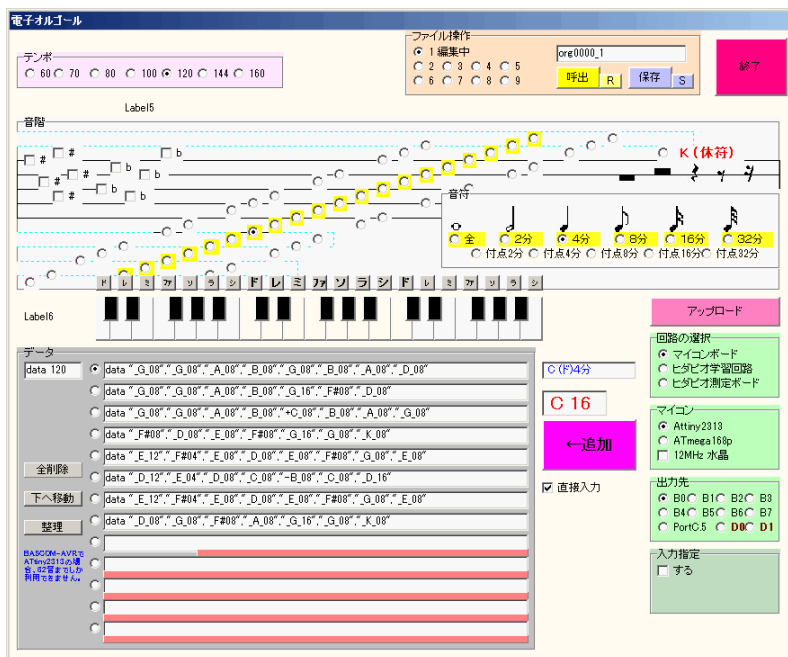 電子オルゴール
ファイル操作
1 編集中
org0000_1
2 3 4 5
6 7 8 9
呼出 R 保存 S
終了
テンポ
60 70 80 100 120 144 160
Label5
音階
# # b
# # b
# b
K (休符)
音符
全 2分 4分 8分 16分 32分
付点2分 付点4分 付点8分 付点16分 付点32分
ド レ ミ ファ ソ ラ シ ド レ ミ ファ ソ ラ シ ド レ ミ ファ ソ ラ シ
Label6
アップロード
データ
data 120
data "_G_08","_G_08","_A_08","_B_08","_G_08","_B_08","_A_08","_D_08"
data "_G_08","_G_08","_A_08","_B_08","_G_16","_F#08","_D_08"
data "_G_08","_G_08","_A_08","_B_08","+C_08","_B_08","_A_08","_G_08"
data "_F#08","_D_08","_E_08","_F#08","_G_16","_G_08","_K_08"
data "_E_12","_F#04","_E_08","_D_08","_E_08","_F#08","_G_08","_E_08"
data "_D_12","_E_04","_D_08","_C_08","-B_08","_C_08","_D_16"
data "_E_12","_F#04","_E_08","_D_08","_E_08","_F#08","_G_08","_E_08"
data "_D_08","_G_08","_F#08","_A_08","_G_16","_G_08","_K_08"
全削除
下へ移動
整理
BASCOM-AVRで
ATtiny2313の場
合、62音までしか
利用できません。
C (ド)4分
C 16
←追加
直接入力
回路の選択
マイコンボード
ヒダピオ学習回路
ヒダピオ測定ボード
マイコン
Attiny2313
ATmega168p
12MHz 水晶
出力先
B0 B1 B2 B3
B4 B5 B6 B7
PortC.5 D0 D1
入力指定
する